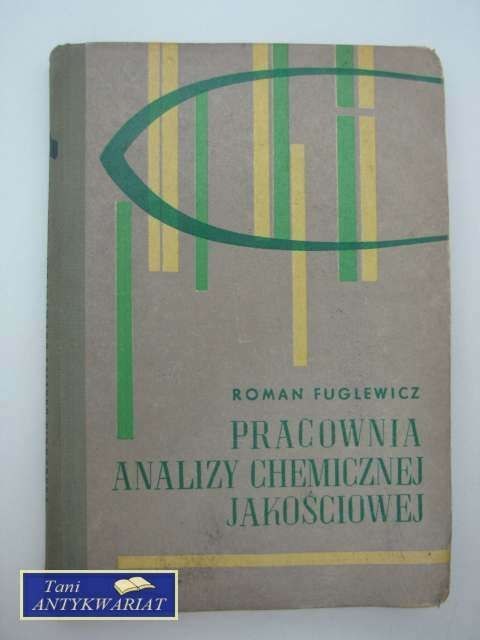 ROMAN FUGLEWICZ
PRACOWNIA
ANALIZY CHEMICZNEJ
JAKOŚCIOWEJ
Tani
ANTYKWARIAT